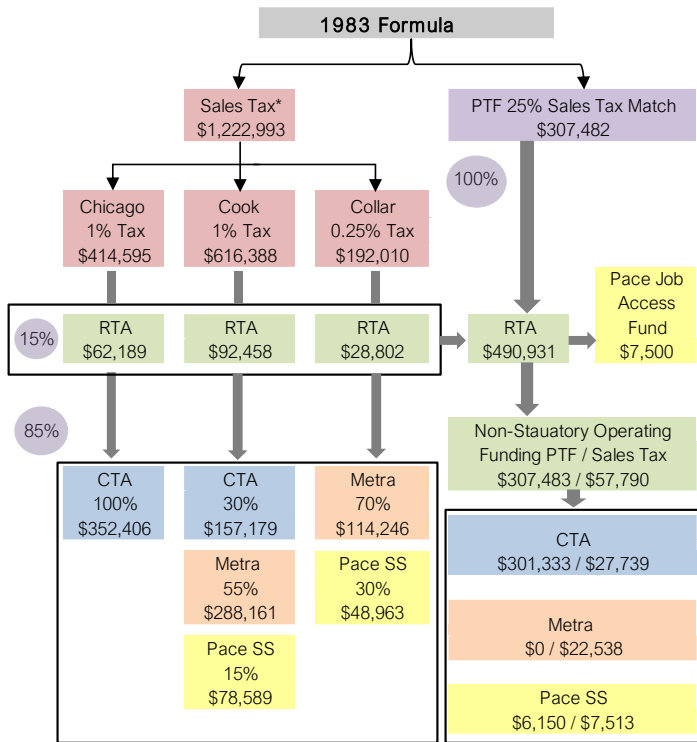 1983 Formula
Sales Tax*
$1,222,993
PTF 25% Sales Tax Match
$307,482
100%
Chicago
1% Tax
$414,595
Cook
1% Tax
$616,388
Collar
0.25% Tax
$192,010
Pace Job
Access
Fund
$7,500
15%
RTA
$62,189
RTA
$92,458
RTA
$28,802
RTA
$490,931
85%
Non-Stauatory Operating
Funding PTF / Sales Tax
$307,483 / $57,790
CTA
100%
$352,406
CTA
30%
$157,179
Metra
55%
$288,161
Pace SS
15%
$78,589
Metra
70%
$114,246
Pace SS
30%
$48,963
CTA
$301,333 / $27,739
Metra
$0 / $22,538
Pace SS
$6,150 / $7,513